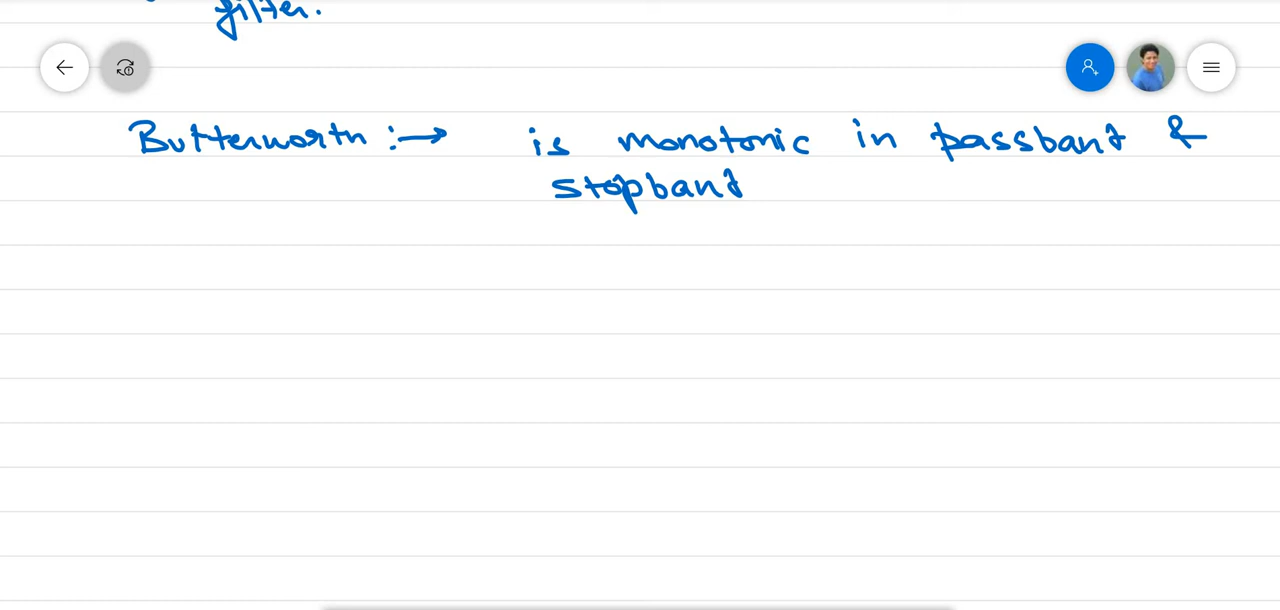 filter.
Butterworth :→ is monotonic in passband &
stopband